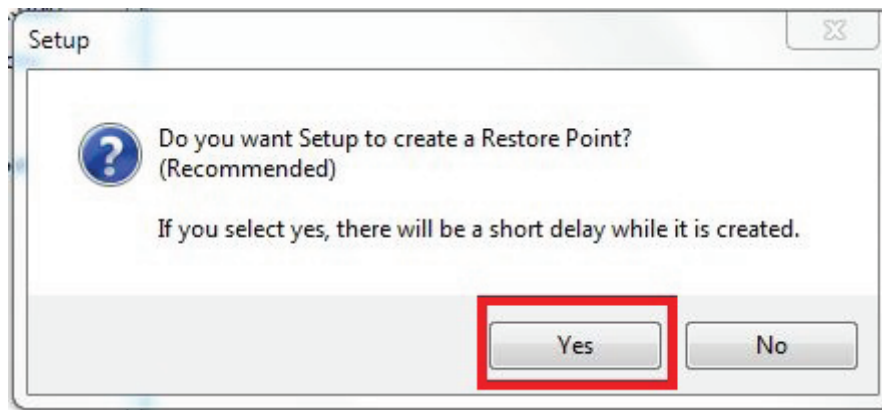 Setup
Do you want Setup to create a Restore Point?
(Recommended)
If you select yes, there will be a short delay while it is created.
Yes
No